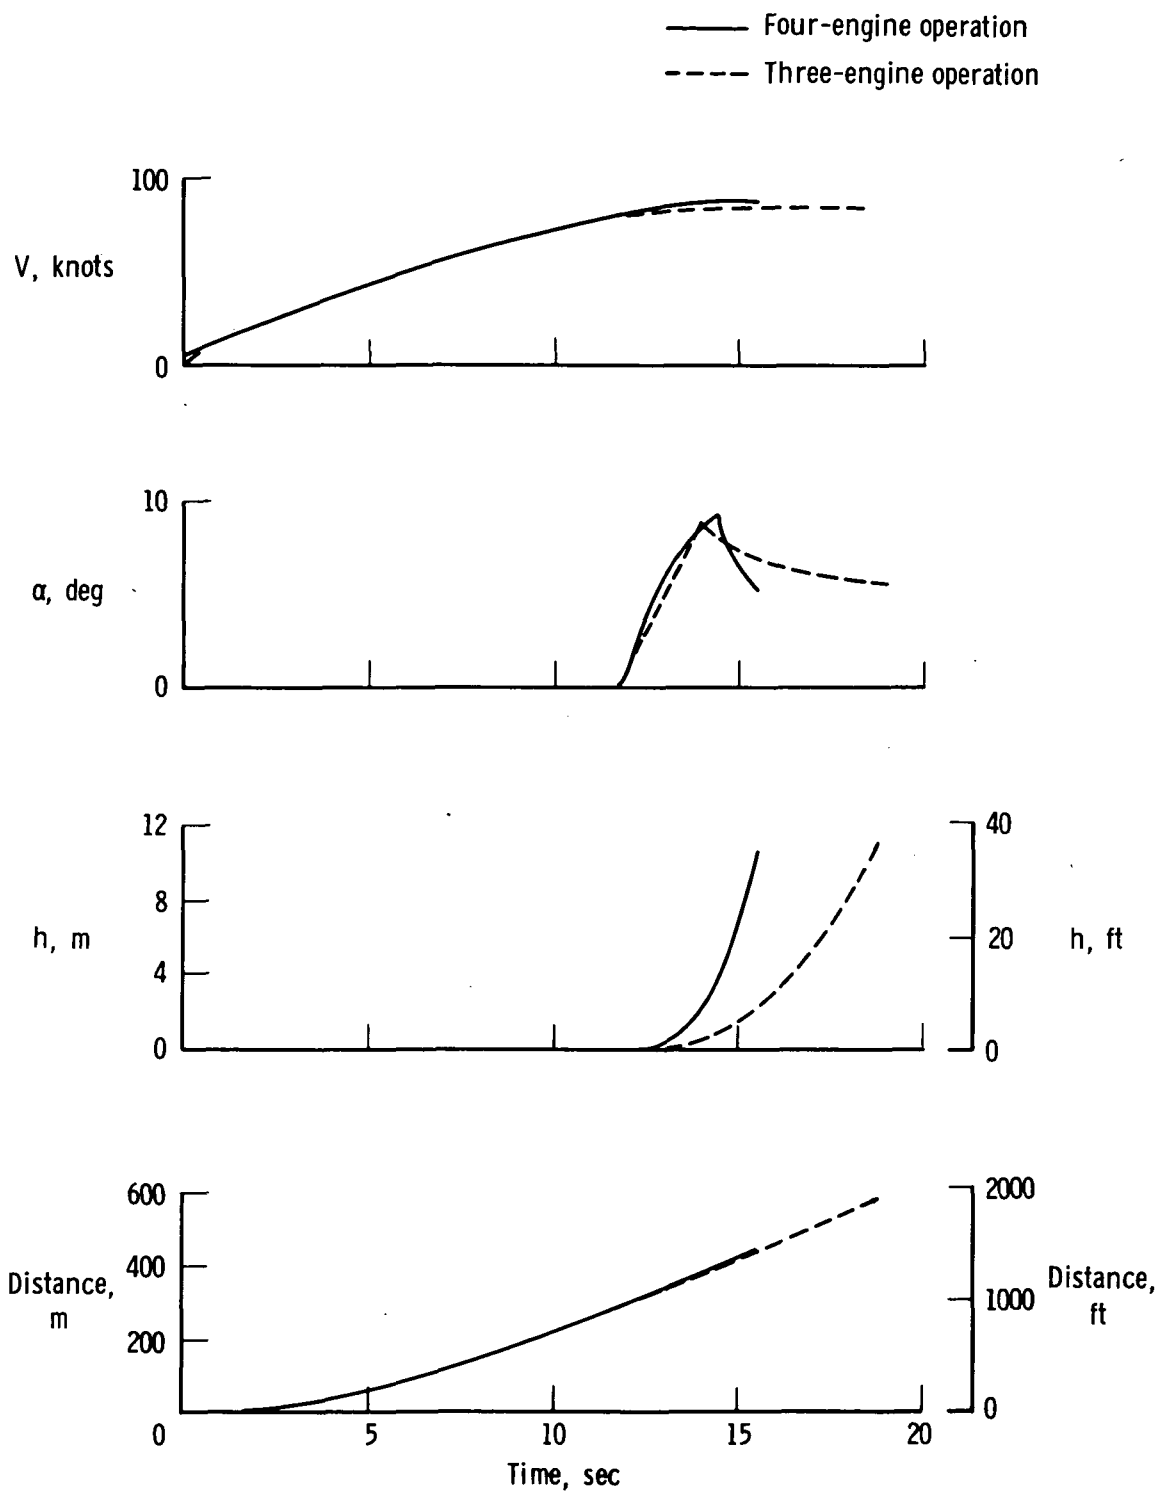 Four-engine operation
Three-engine operation
100
V, knots
0
10
α, deg
0
12
40
8
h, m
20
h, ft
4
0
0
600
2000
400
Distance,
m
1000
Distance,
ft
200
0
0
5
10
15
20
Time, sec